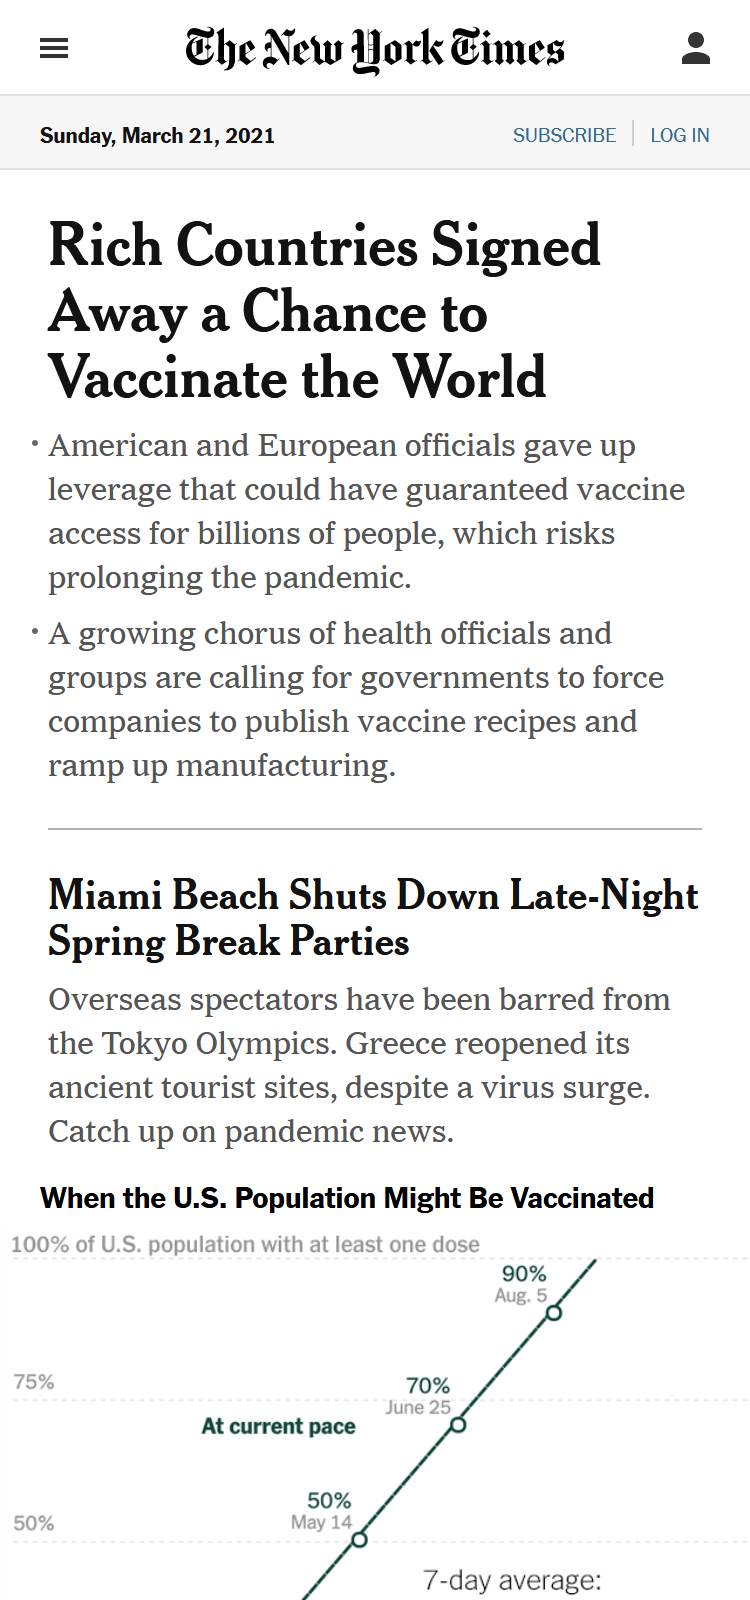 The New York Times
Sunday, March 21, 2021
SUBSCRIBE
LOG IN
Rich Countries Signed
Away a Chance to
Vaccinate the World
• American and European officials gave up
leverage that could have guaranteed vaccine
access for billions of people, which risks
prolonging the pandemic.
• A growing chorus of health officials and
groups are calling for governments to force
companies to publish vaccine recipes and
ramp up manufacturing.
Miami Beach Shuts Down Late-Night
Spring Break Parties
Overseas spectators have been barred from
the Tokyo Olympics. Greece reopened its
ancient tourist sites, despite a virus surge.
Catch up on pandemic news.
When the U.S. Population Might Be Vaccinated
100% of U.S. population with at least one dose
90%
Aug. 5
75%
70%
June 25
At current pace
50%
May 14
50%
7-day average: